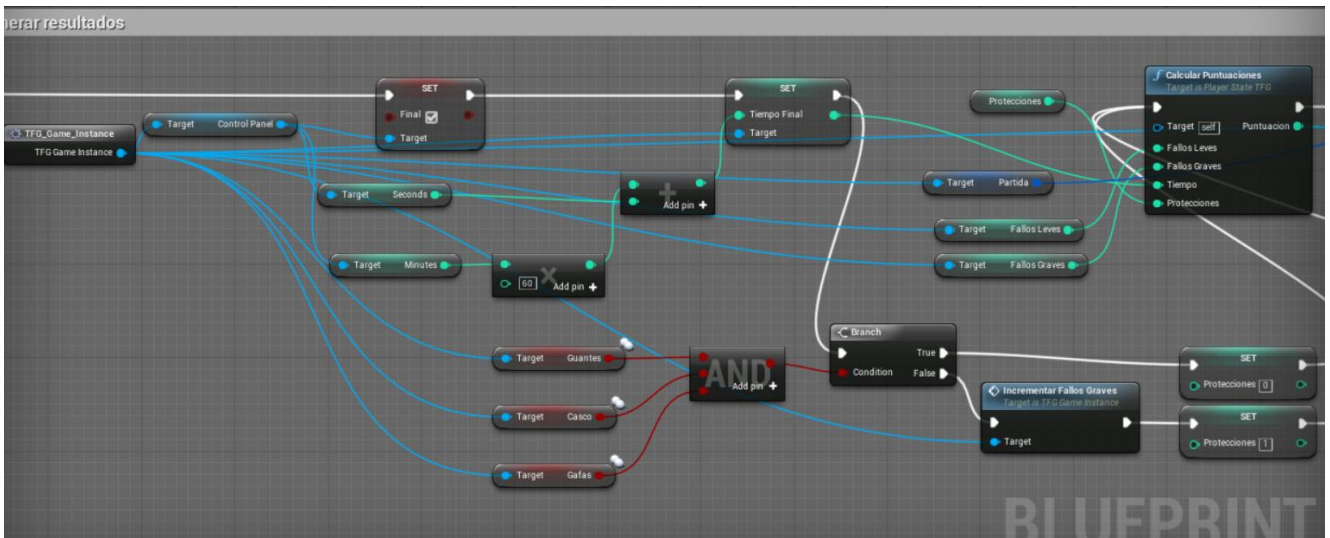 nerar resultados
TFG_Game_Instance
TFG Game Instance
Target Control Panel
SET
Final
Target
SET
Tiempo Final
Target
Target Seconds
Add pin +
+
Target Minutes
60
×
Add pin +
Protecciones
Target Partida
Target Fallos Leves
Target Fallos Graves
f Calcular Puntuaciones
Target is Player State TFG
Target self Puntuacion
Fallos Leves
Fallos Graves
Tiempo
Protecciones
Target Guantes
Target Casco
Target Gafas
AND
Add pin +
Branch
True
Condition False
Incrementar Fallos Graves
Target is TFG Game Instance
Target
SET
Protecciones 0
SET
Protecciones 1
BLUEPRINT